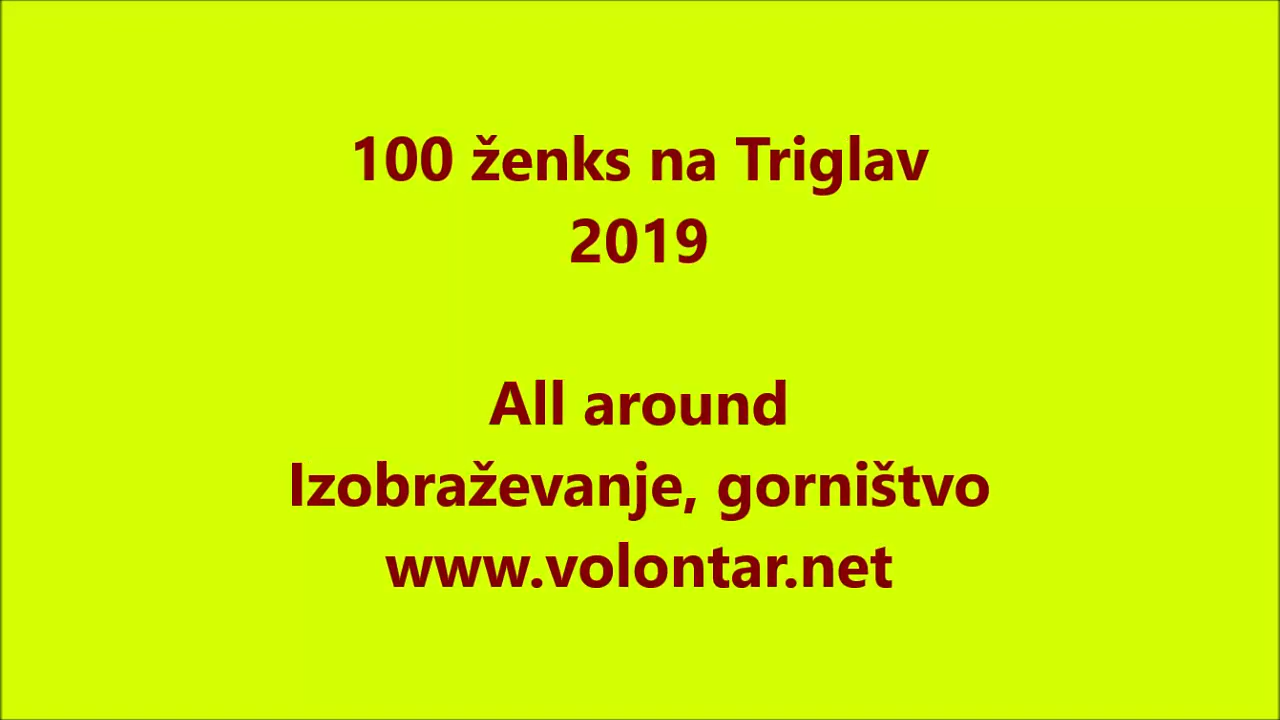 100 ženks na Triglav
2019
All around
Izobraževanje, gorništvo
www.volontar.net